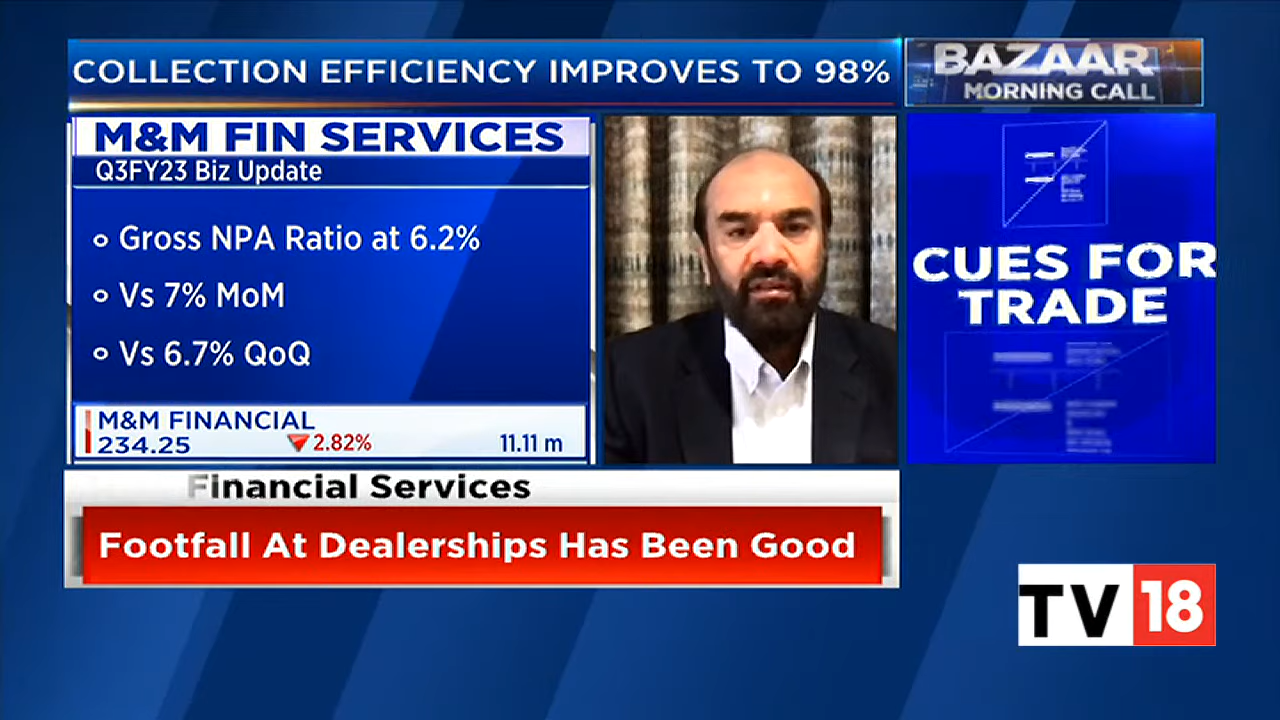 COLLECTION EFFICIENCY IMPROVES TO 98%
BAZAAR
MORNING CALL
M&M FIN SERVICES
Q3FY23 Biz Update
Gross NPA Ratio at 6.2%
Vs 7% MoM
Vs 6.7% QoQ
M&M FINANCIAL
234.25 2.82% 11.11 m
CUES FOR
TRADE
Financial Services
Footfall At Dealerships Has Been Good
TV18